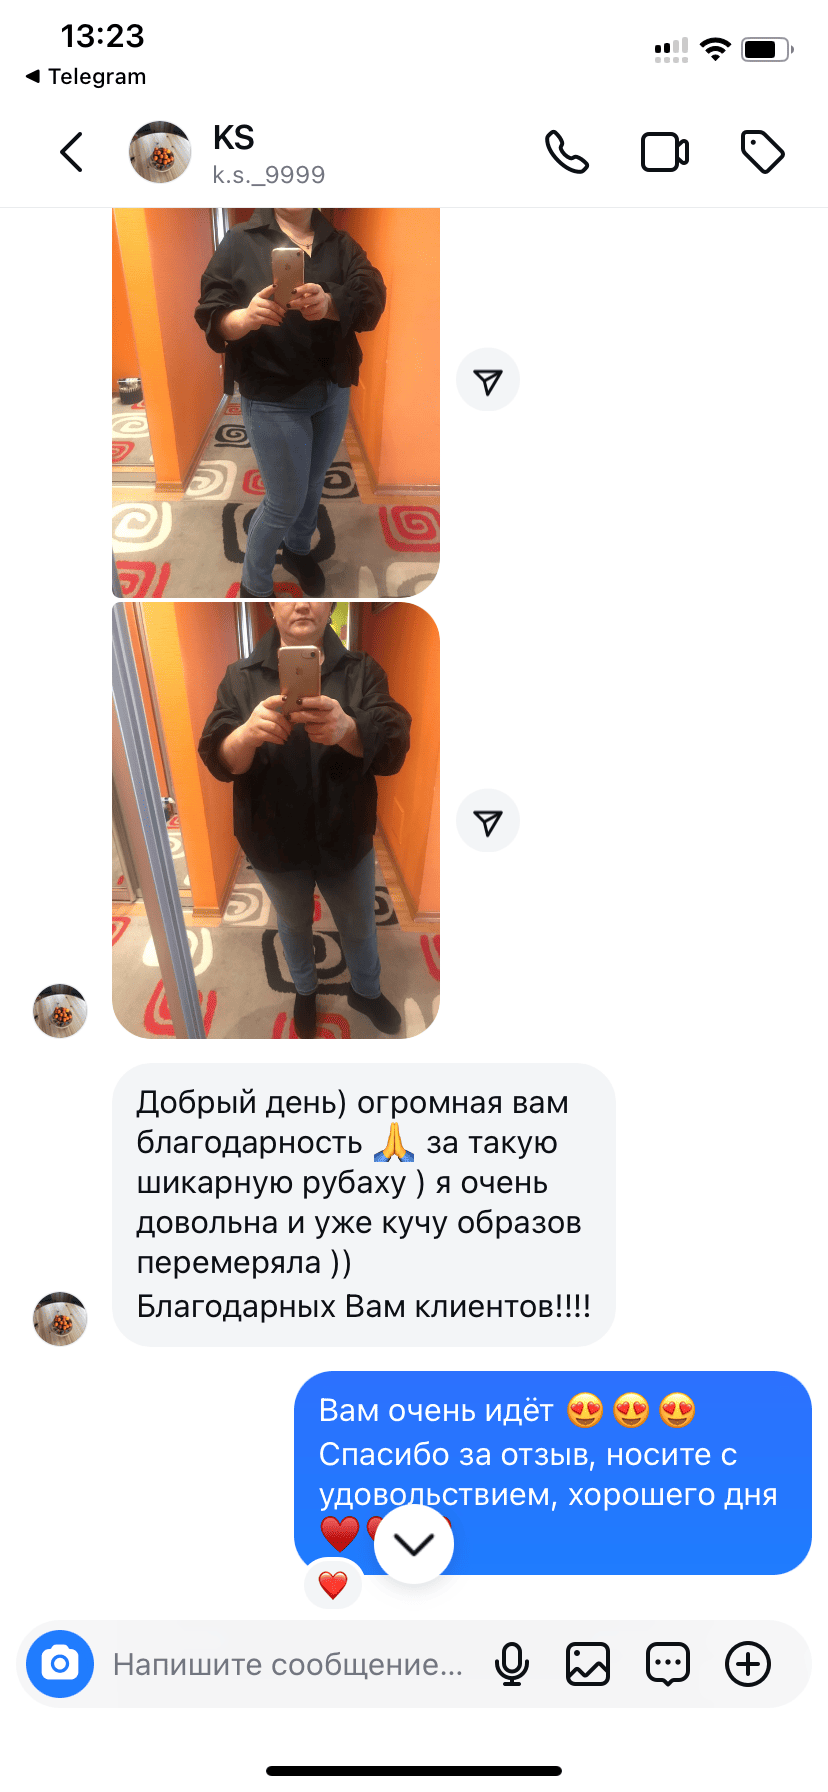 13:23
Telegram
KS
k.s._9999
Добрый день) огромная вам
благодарность 🙏 за такую
шикарную рубаху ) я очень
довольна и уже кучу образов
перемеряла ))
Благодарных Вам клиентов!!!!
Вам очень идёт 😍 😍 😍
Спасибо за отзыв, носите с
удовольствием, хорошего дня
Напишите сообщение...